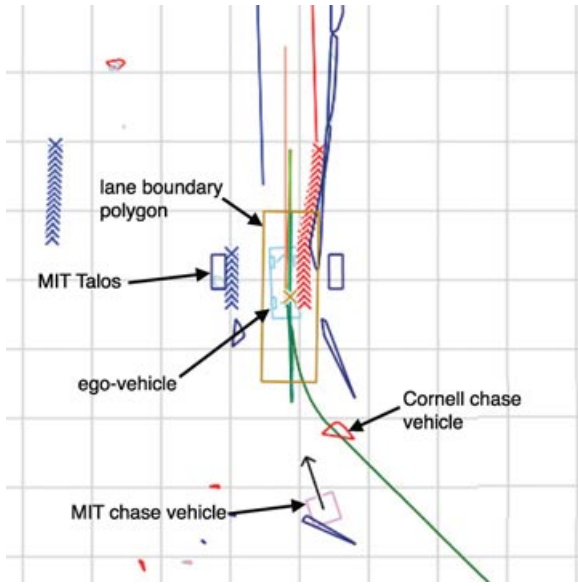 lane boundary
polygon
MIT Talos
ego-vehicle
Cornell chase
vehicle
MIT chase vehicle